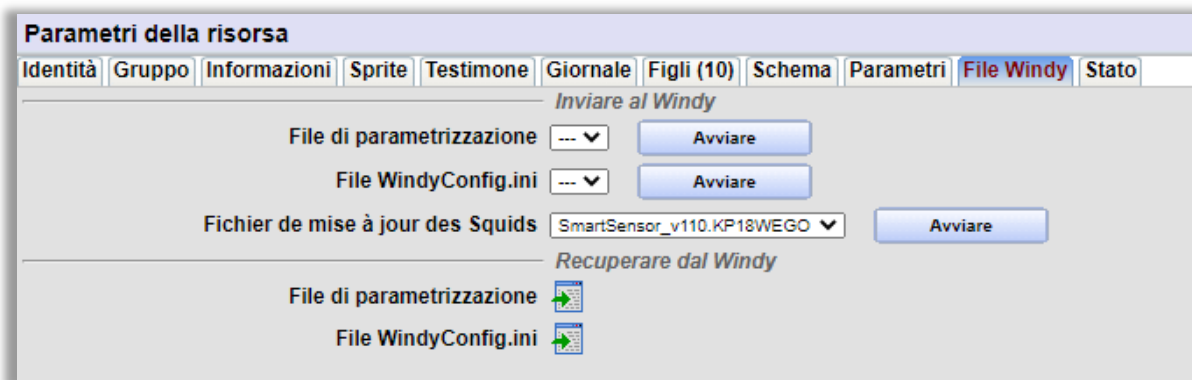 Parametri della risorsa
Identità Gruppo Informazioni Sprite Testimone Giornale Figli (10) Schema Parametri File Windy Stato
Inviare al Windy
File di parametrizzazione --- Avviare
File WindyConfig.ini --- Avviare
Fichier de mise à jour des Squids SmartSensor_v110.KP18WEGO Avviare
Recuperare dal Windy
File di parametrizzazione
File WindyConfig.ini